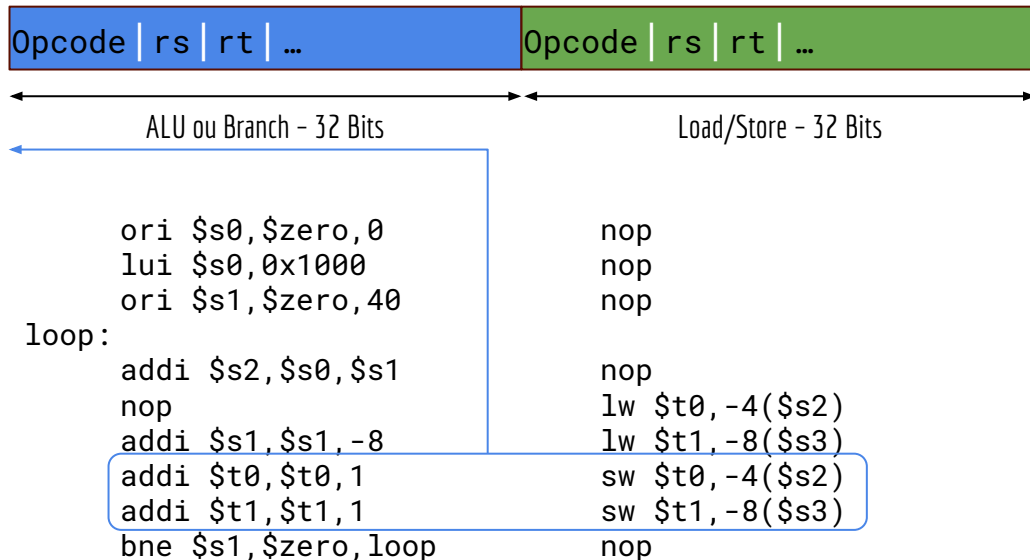 Opcode|rs|rt|… Opcode|rs|rt|…
ALU ou Branch – 32 Bits Load/Store – 32 Bits
ori $s0,$zero,0 nop
lui $s0,0x1000 nop
ori $s1,$zero,40 nop
loop:
addi $s2,$s0,$s1 nop
nop lw $t0,-4($s2)
addi $s1,$s1,-8 lw $t1,-8($s3)
addi $t0,$t0,1 sw $t0,-4($s2)
addi $t1,$t1,1 sw $t1,-8($s3)
bne $s1,$zero,loop nop